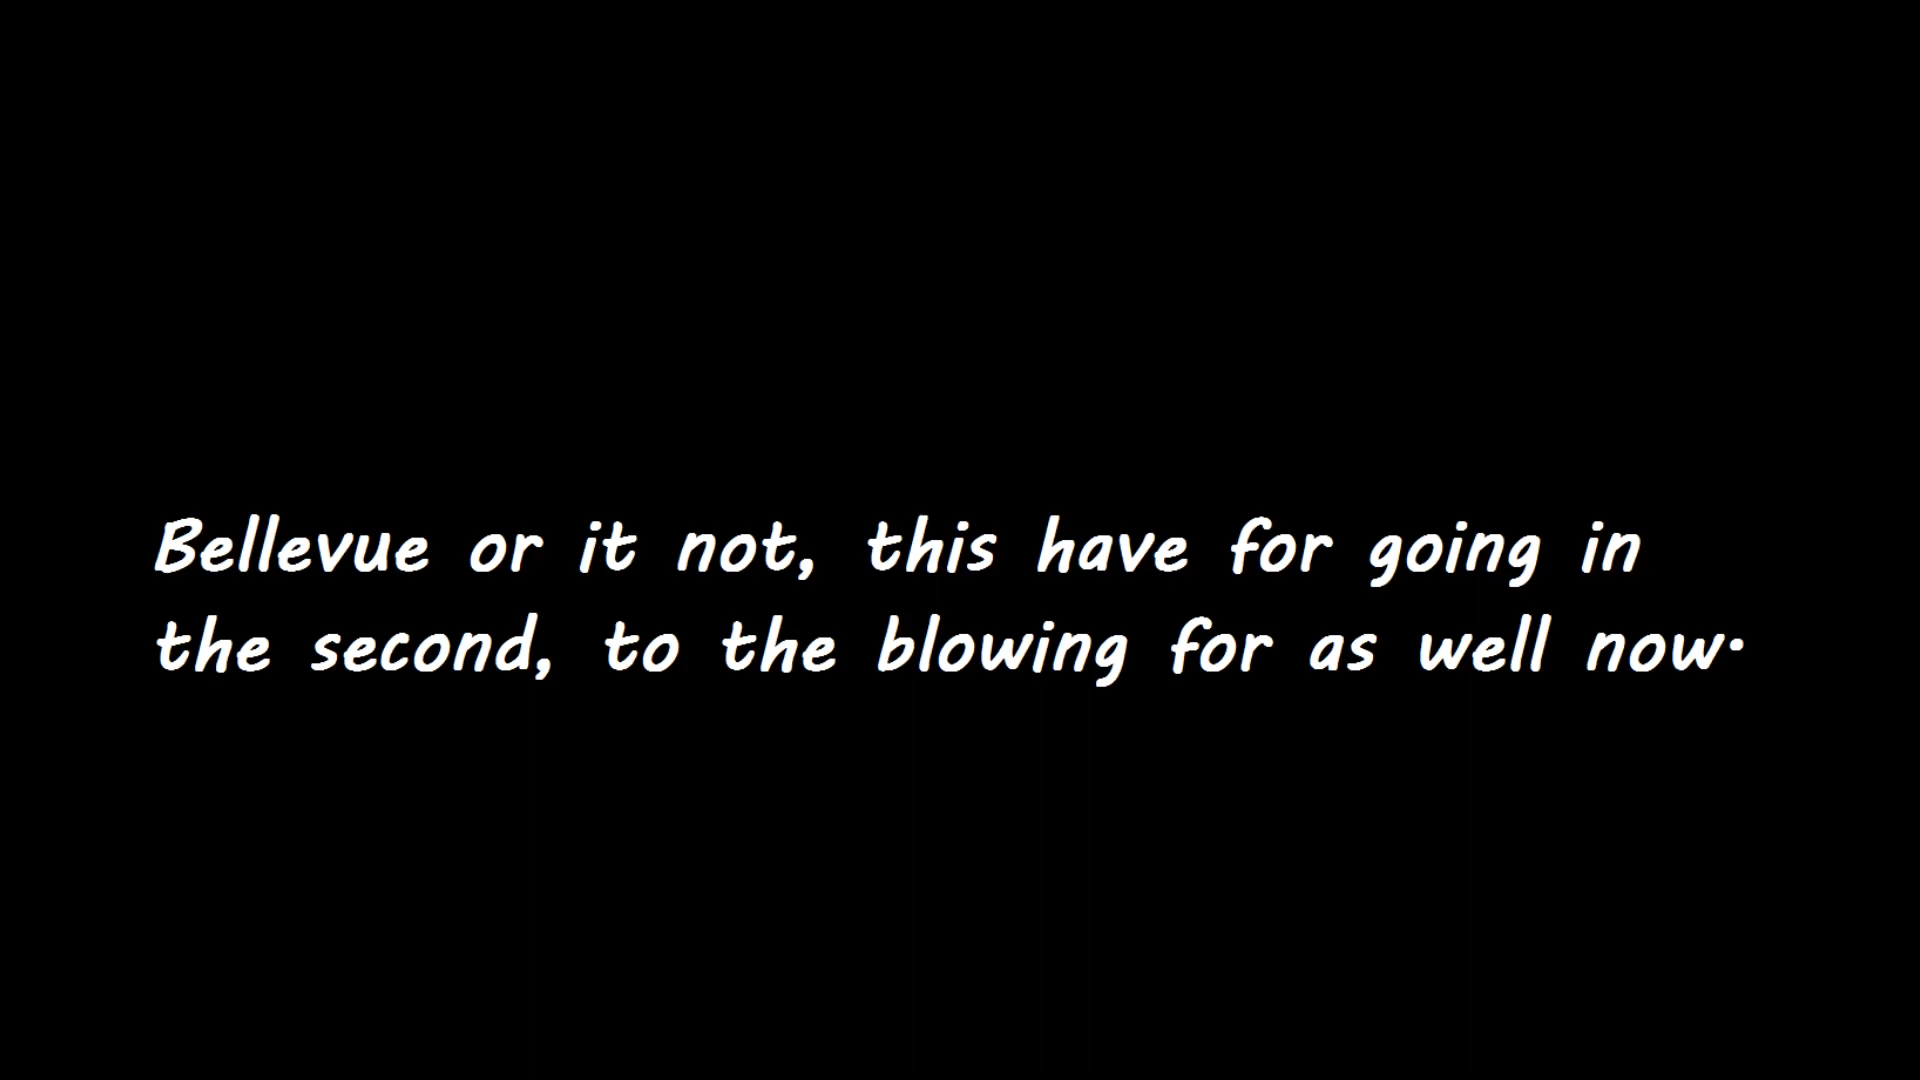 Bellevue or it not, this have for going in
the second, to the blowing for as well now.